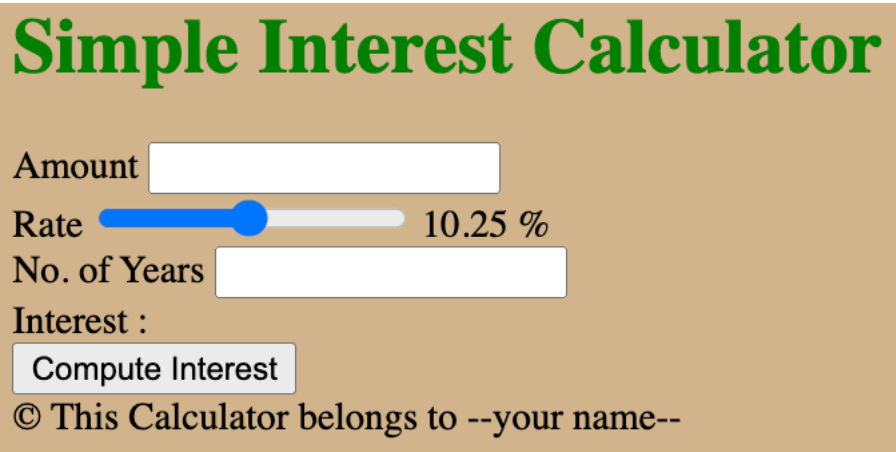 Simple Interest Calculator
Amount
Rate 10.25 %
No. of Years
Interest :
Compute Interest
© This Calculator belongs to --your name--